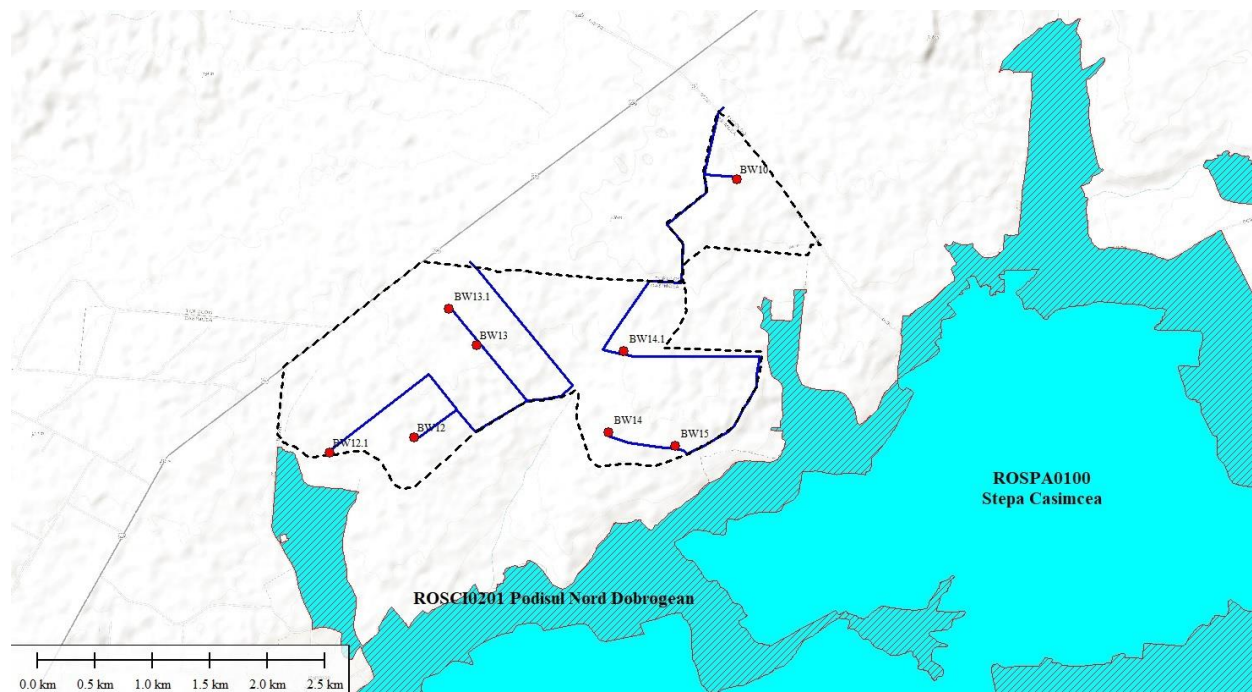 BW10
BW13.1
BW13
BW14.1
BW14
BW15
BW12
BW12.1
ROSPA0100
Stepa Casimcea
ROSCI0201 Podisul Nord Dobrogean
0.0 km 0.5 km 1.0 km 1.5 km 2.0 km 2.5 km